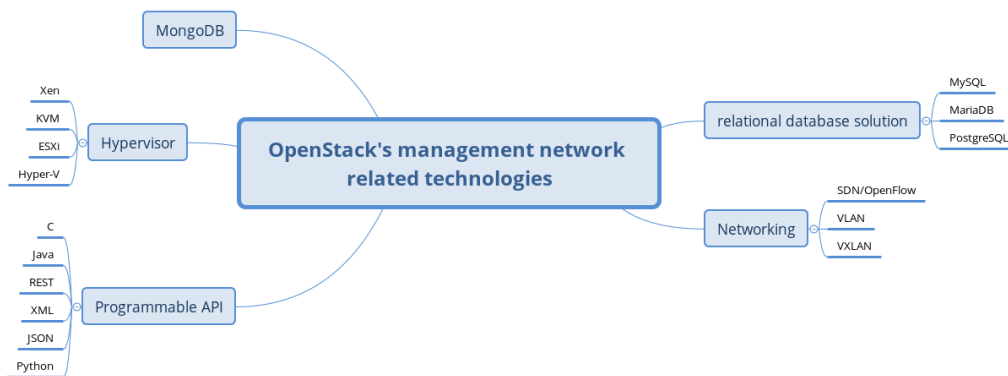 MongoDB
Xen
KVM
ESXi
Hyper-V
Hypervisor
OpenStack's management network
related technologies
relational database solution
MySQL
MariaDB
PostgreSQL
Networking
SDN/OpenFlow
VLAN
VXLAN
C
Java
REST
XML
JSON
Python
Programmable API